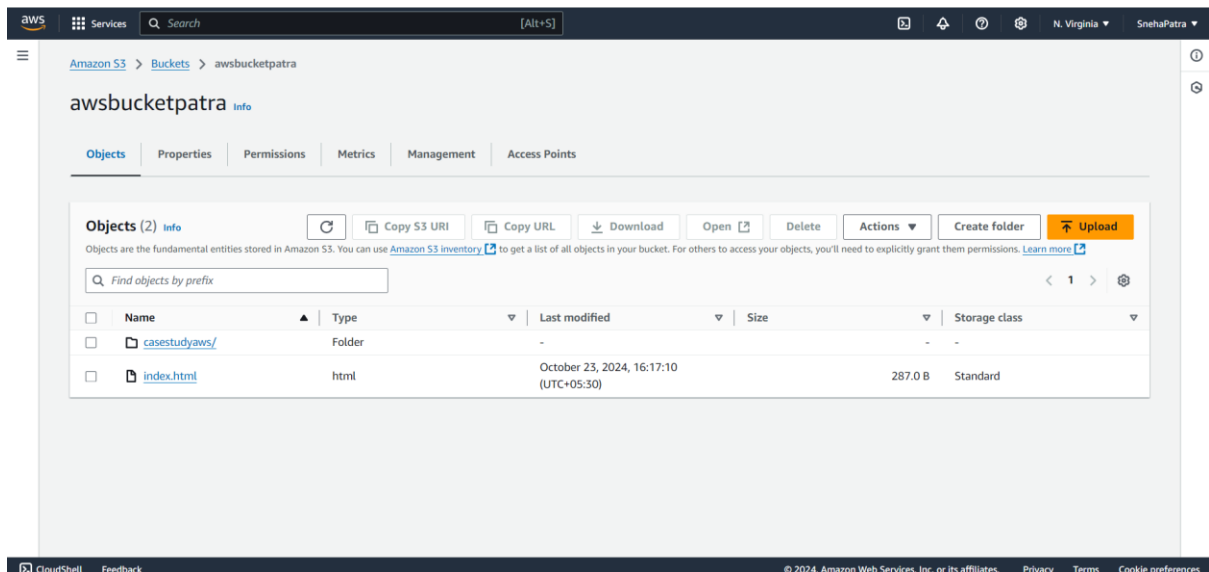 aws Services Search [Alt+S] N. Virginia SnehaPatra
Amazon S3 > Buckets > awsbucketpatra
awsbucketpatra Info
Objects Properties Permissions Metrics Management Access Points
Objects (2) Info Copy S3 URI Copy URL Download Open Delete Actions Create folder Upload
Objects are the fundamental entities stored in Amazon S3. You can use Amazon S3 inventory to get a list of all objects in your bucket. For others to access your objects, you'll need to explicitly grant them permissions. Learn more
Find objects by prefix < 1 >
Name Type Last modified Size Storage class
casestudyaws/ Folder - - -
index.html html October 23, 2024, 16:17:10 287.0 B Standard
(UTC+05:30)
CloudShell Feedback © 2024, Amazon Web Services, Inc. or its affiliates. Privacy Terms Cookie preferences